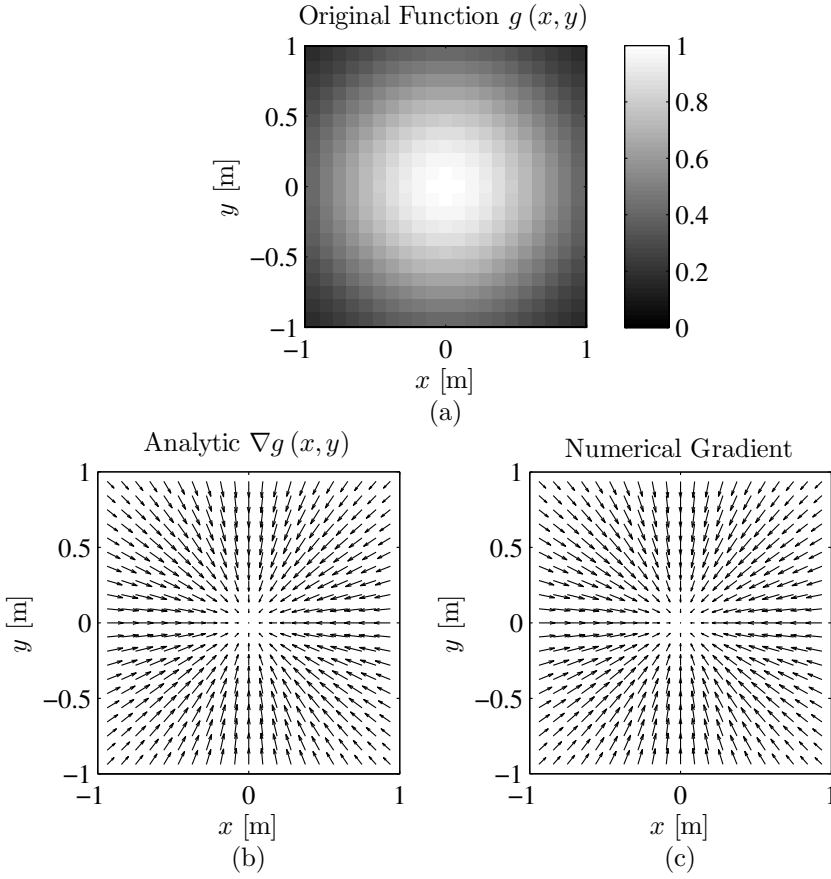 Original Function g (x, y)
1
0.5
0
−0.5
−1
y [m]
−1
0
1
x [m]
1
0.8
0.6
0.4
0.2
0
(a)
Analytic ∇g (x, y)
1
0.5
0
−0.5
−1
y [m]
−1
0
1
x [m]
(b)
Numerical Gradient
1
0.5
0
−0.5
−1
y [m]
−1
0
1
x [m]
(c)